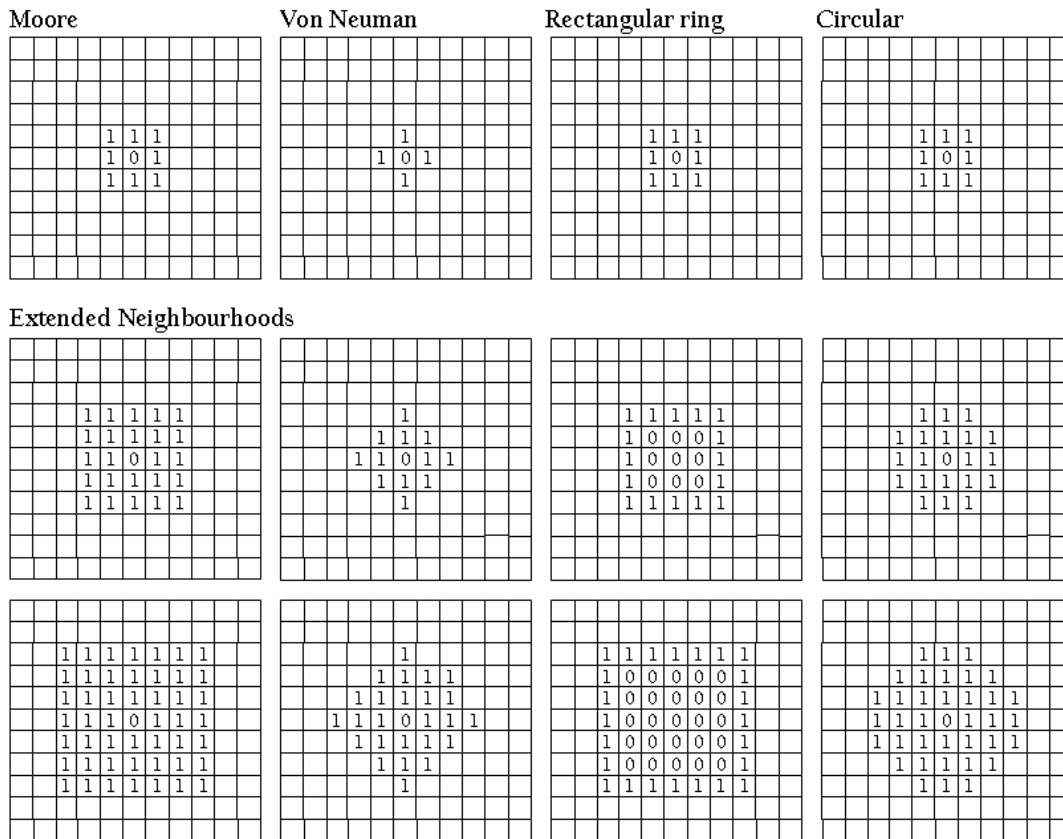 Moore Von Neuman Rectangular ring Circular
1 1 1 1 1 1 1 1 1 1
1 0 1 1 0 1 1 0 1 1 0 1
1 1 1 1 1 1 1 1 1 1
Extended Neighbourhoods
1 1 1 1 1 1 1 1 1 1 1 1 1 1
1 1 1 1 1 1 1 1 1 0 0 0 1 1 1 1 1 1
1 1 0 1 1 1 1 0 1 1 1 0 0 0 1 1 1 0 1 1
1 1 1 1 1 1 1 1 1 0 0 0 1 1 1 1 1 1
1 1 1 1 1 1 1 1 1 1 1 1 1 1
1 1 1 1 1 1 1 1 1 1 1 1 1 1 1 1 1 1
1 1 1 1 1 1 1 1 1 1 1 1 0 0 0 0 0 1 1 1 1 1 1
1 1 1 1 1 1 1 1 1 1 1 1 1 0 0 0 0 0 1 1 1 1 1 1 1 1
1 1 1 0 1 1 1 1 1 1 0 1 1 1 1 0 0 0 0 0 1 1 1 1 0 1 1 1
1 1 1 1 1 1 1 1 1 1 1 1 1 0 0 0 0 0 1 1 1 1 1 1 1 1
1 1 1 1 1 1 1 1 1 1 1 0 0 0 0 0 1 1 1 1 1 1
1 1 1 1 1 1 1 1 1 1 1 1 1 1 1 1 1 1